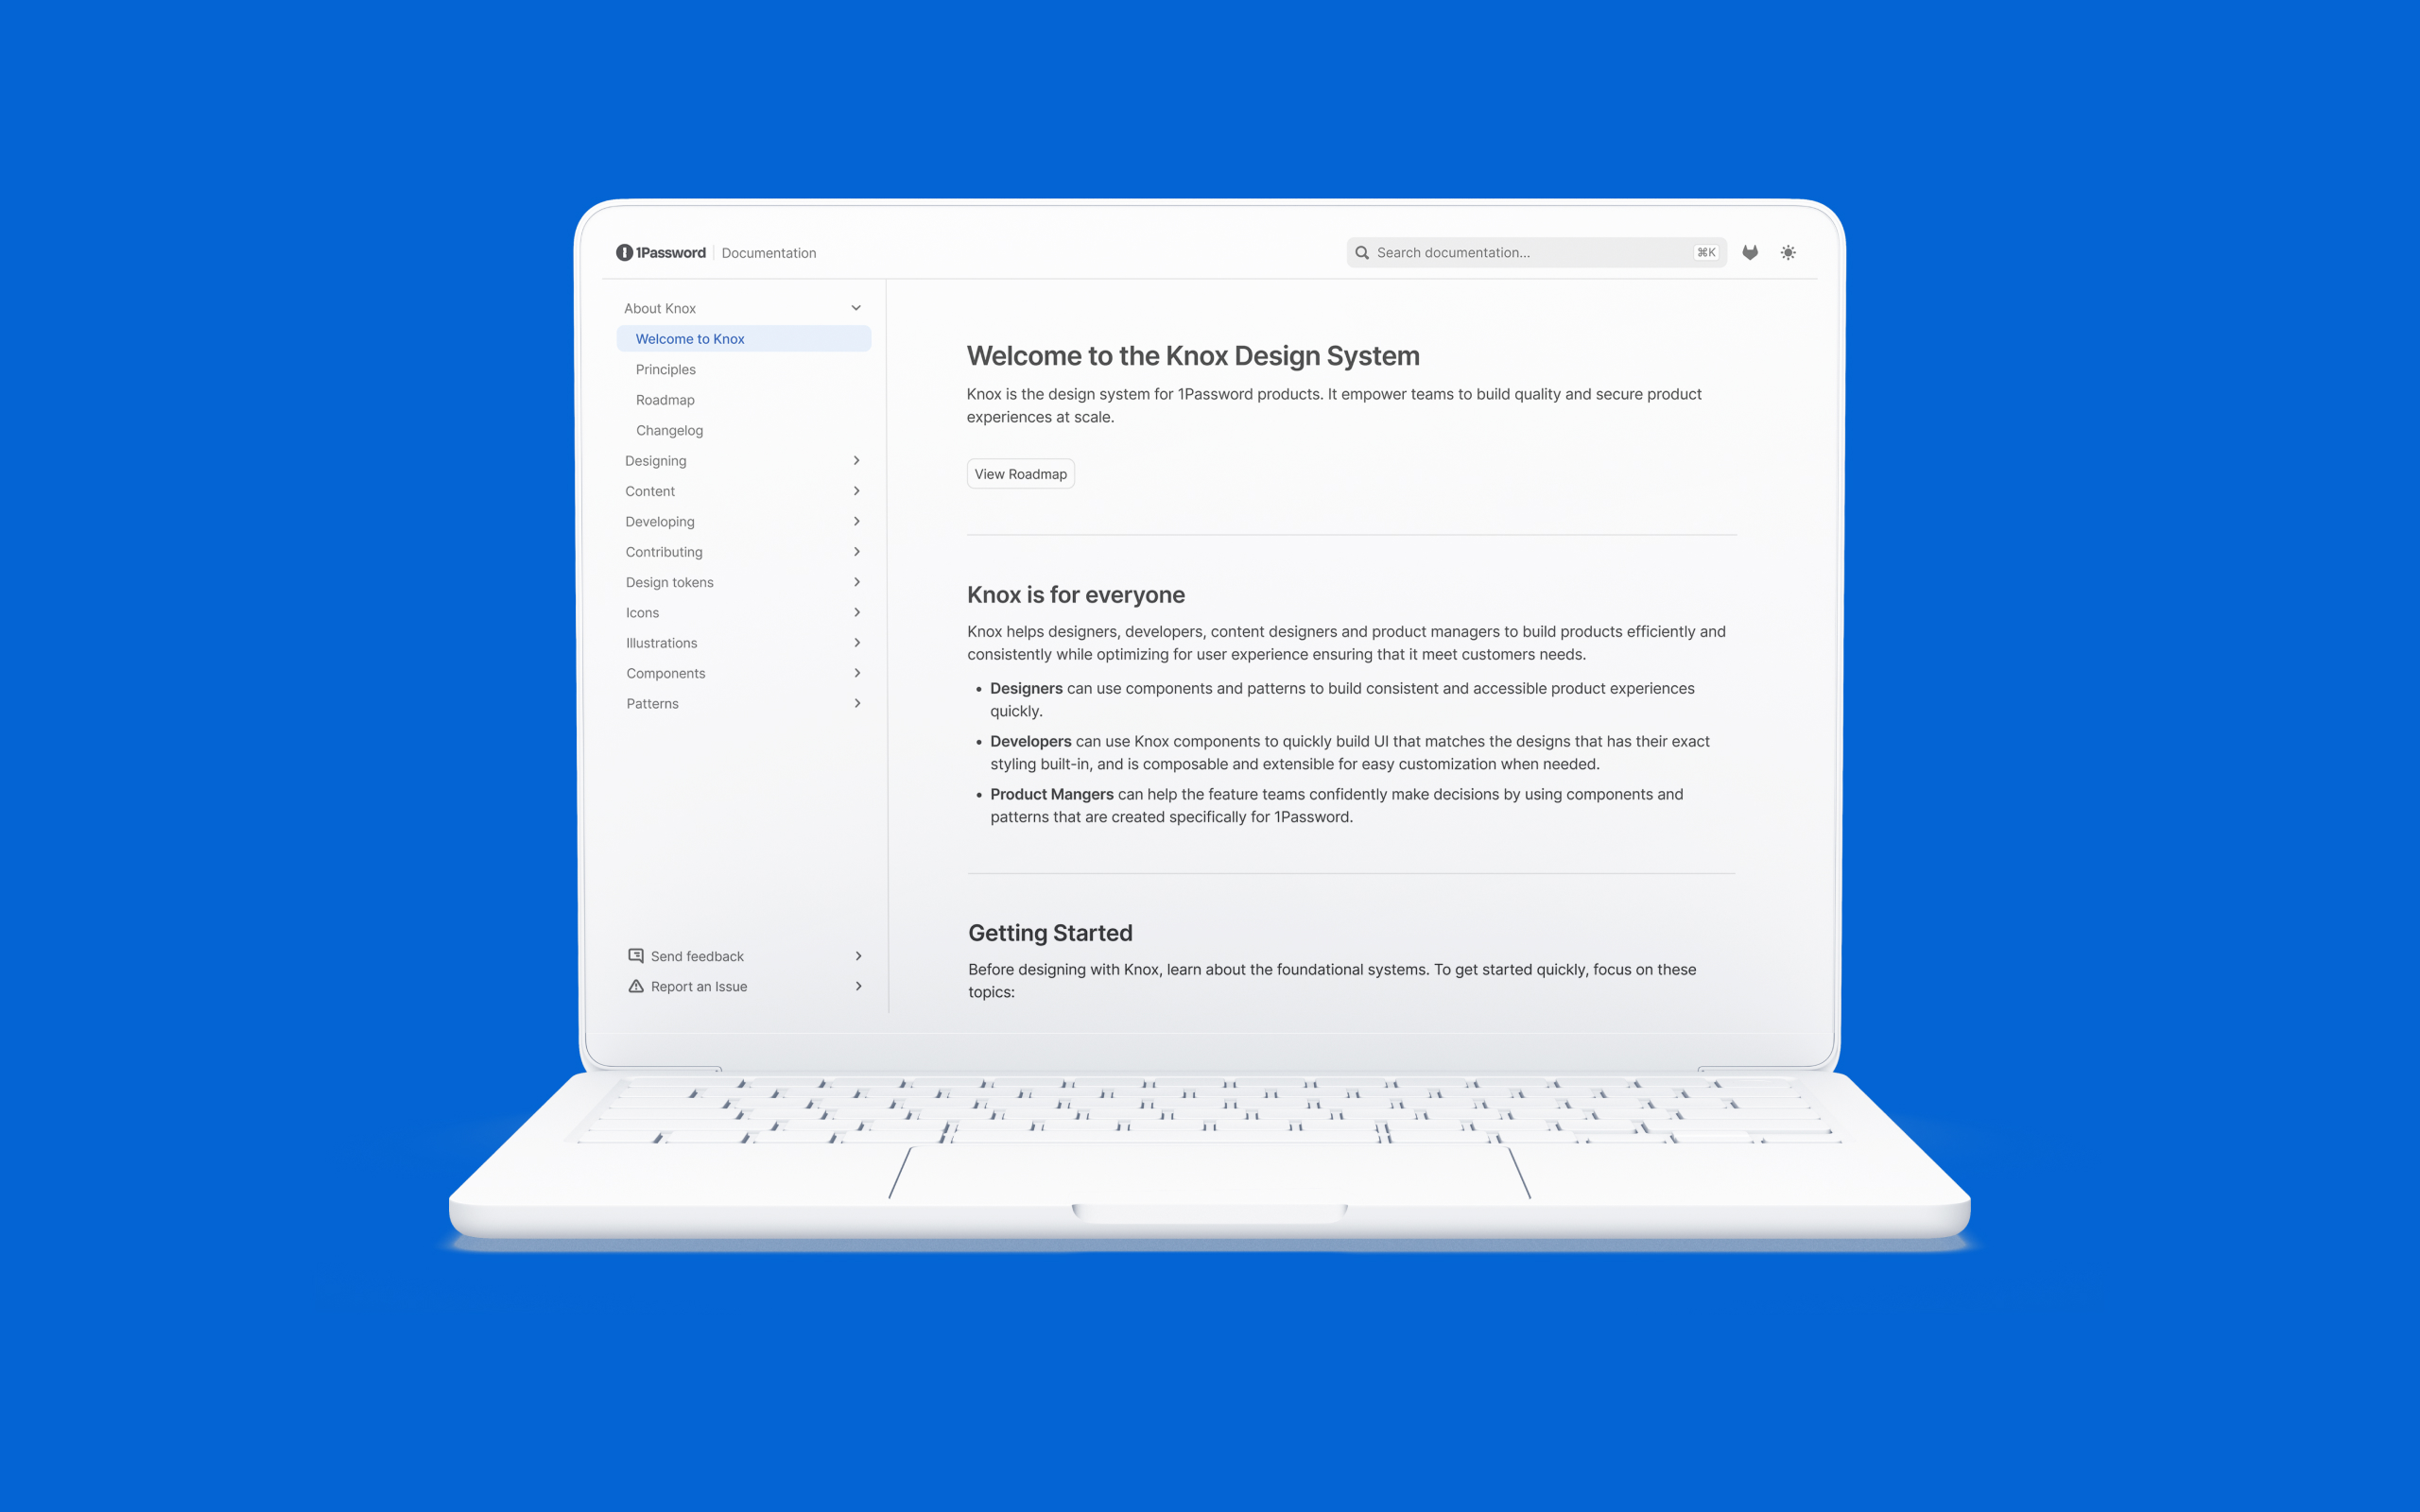 1Password | Documentation
Search documentation... ⌘K
About Knox
Welcome to Knox
Principles
Roadmap
Changelog
Designing
Content
Developing
Contributing
Design tokens
Icons
Illustrations
Components
Patterns
Send feedback
Report an Issue
Welcome to the Knox Design System
Knox is the design system for 1Password products. It empower teams to build quality and secure product
experiences at scale.
View Roadmap
Knox is for everyone
Knox helps designers, developers, content designers and product managers to build products efficiently and
consistently while optimizing for user experience ensuring that it meet customers needs.
• Designers can use components and patterns to build consistent and accessible product experiences
quickly.
• Developers can use Knox components to quickly build UI that matches the designs that has their exact
styling built-in, and is composable and extensible for easy customization when needed.
• Product Mangers can help the feature teams confidently make decisions by using components and
patterns that are created specifically for 1Password.
Getting Started
Before designing with Knox, learn about the foundational systems. To get started quickly, focus on these
topics: